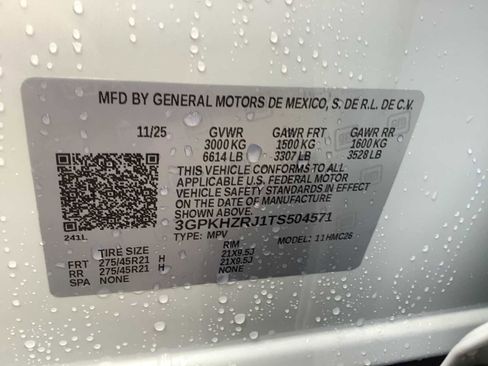 MFD BY GENERAL MOTORS DE MEXICO, S. DE R.L. DE C.V.
11/25 GVWR GAWR FRT GAWR RR
3000 KG 1500 KG 1600 KG
6614 LB 3307 LB 3528 LB
THIS VEHICLE CONFORMS TO ALL
APPLICABLE U.S. FEDERAL MOTOR
VEHICLE SAFETY STANDARDS IN EFFECT
ON THE DATE OF MANUFACTURE
SHOWN ABOVE.
3GPKHZRJ1TS504571
TYPE: MPV MODEL: 11HMC26
241L
TIRE SIZE RIM
FRT 275/45R21 H 21X9.5J
RR 275/45R21 H 21X9.5J
SPA NONE NONE